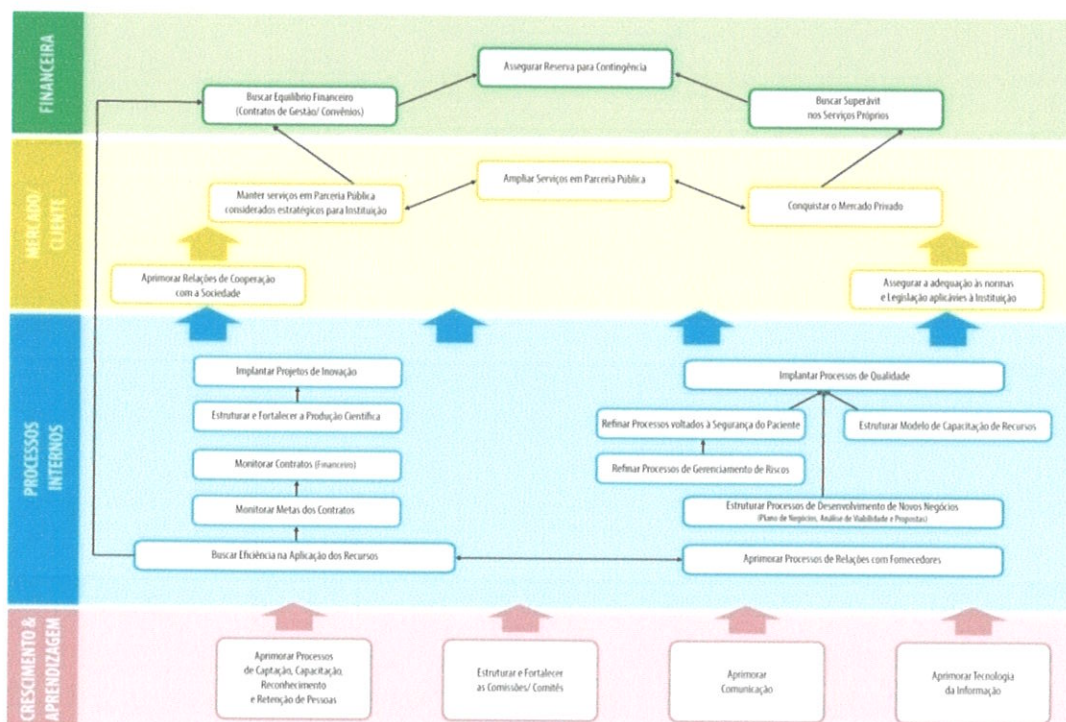 FINANCEIRA
Assegurar Reserva para Contingência
Buscar Equilíbrio Financeiro
(Contratos de Gestão/ Convênios)
Buscar Superávit
nos Serviços Próprios
MERCADO/
CLIENTE
Ampliar Serviços em Parceria Pública
Manter serviços em Parceria Pública
considerados estratégicos para Instituição
Conquistar o Mercado Privado
Aprimorar Relações de Cooperação
com a Sociedade
Assegurar a adequação às normas
e Legislação aplicávies à Instituição
PROCESSOS
INTERNOS
Implantar Projetos de Inovação
Implantar Processos de Qualidade
Estruturar e Fortalecer a Produção Científica
Refinar Processos voltados à Segurança do Paciente
Estruturar Modelo de Capacitação de Recursos
Monitorar Contratos (Financeiro)
Refinar Processos de Gerenciamento de Riscos
Monitorar Metas dos Contratos
Estruturar Processos de Desenvolvimento de Novos Negócios
(Plano de Negócios, Análise de Viabilidade e Propostas)
Buscar Eficiência na Aplicação dos Recursos
Aprimorar Processos de Relações com Fornecedores
CRESCIMENTO &
APRENDIZAGEM
Aprimorar Processos
de Captação, Capacitação,
Reconhecimento
e Retenção de Pessoas
Estruturar e Fortalecer
as Comissões/ Comitês
Aprimorar
Comunicação
Aprimorar Tecnologia
da Informação